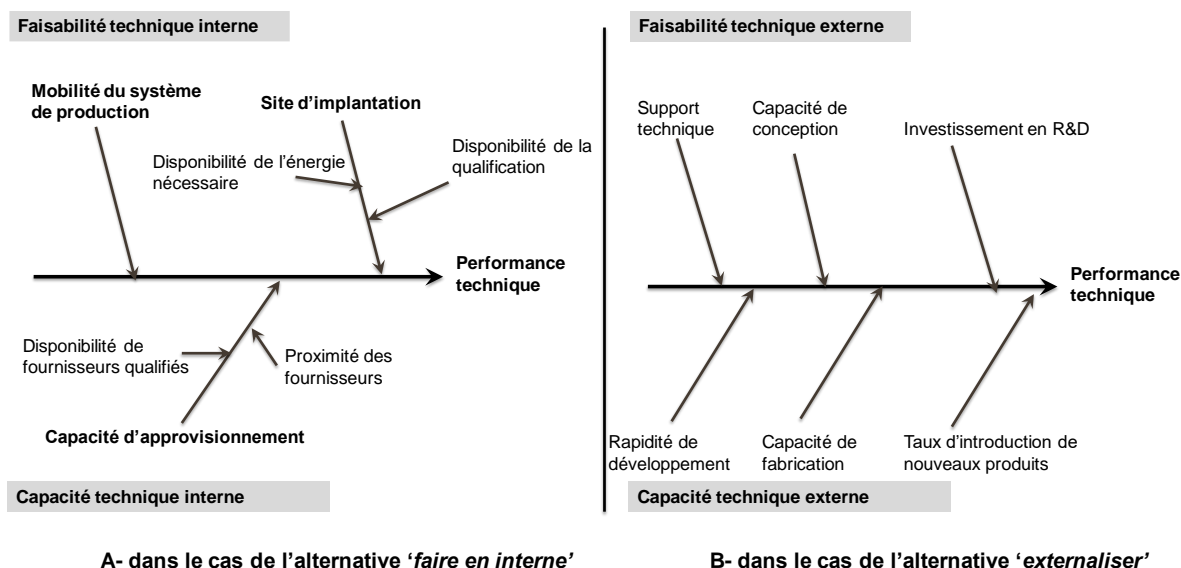 Faisabilité technique interne
Mobilité du système
de production
Site d'implantation
Disponibilité de l'énergie
nécessaire
Disponibilité de la
qualification
Performance
technique
Disponibilité de
fournisseurs qualifiés
Proximité des
fournisseurs
Capacité d'approvisionnement
Capacité technique interne
A- dans le cas de l'alternative ‘faire en interne’
Faisabilité technique externe
Support
technique
Capacité de
conception
Investissement en R&D
Performance
technique
Rapidité de
développement
Capacité de
fabrication
Taux d'introduction de
nouveaux produits
Capacité technique externe
B- dans le cas de l'alternative ‘externaliser’